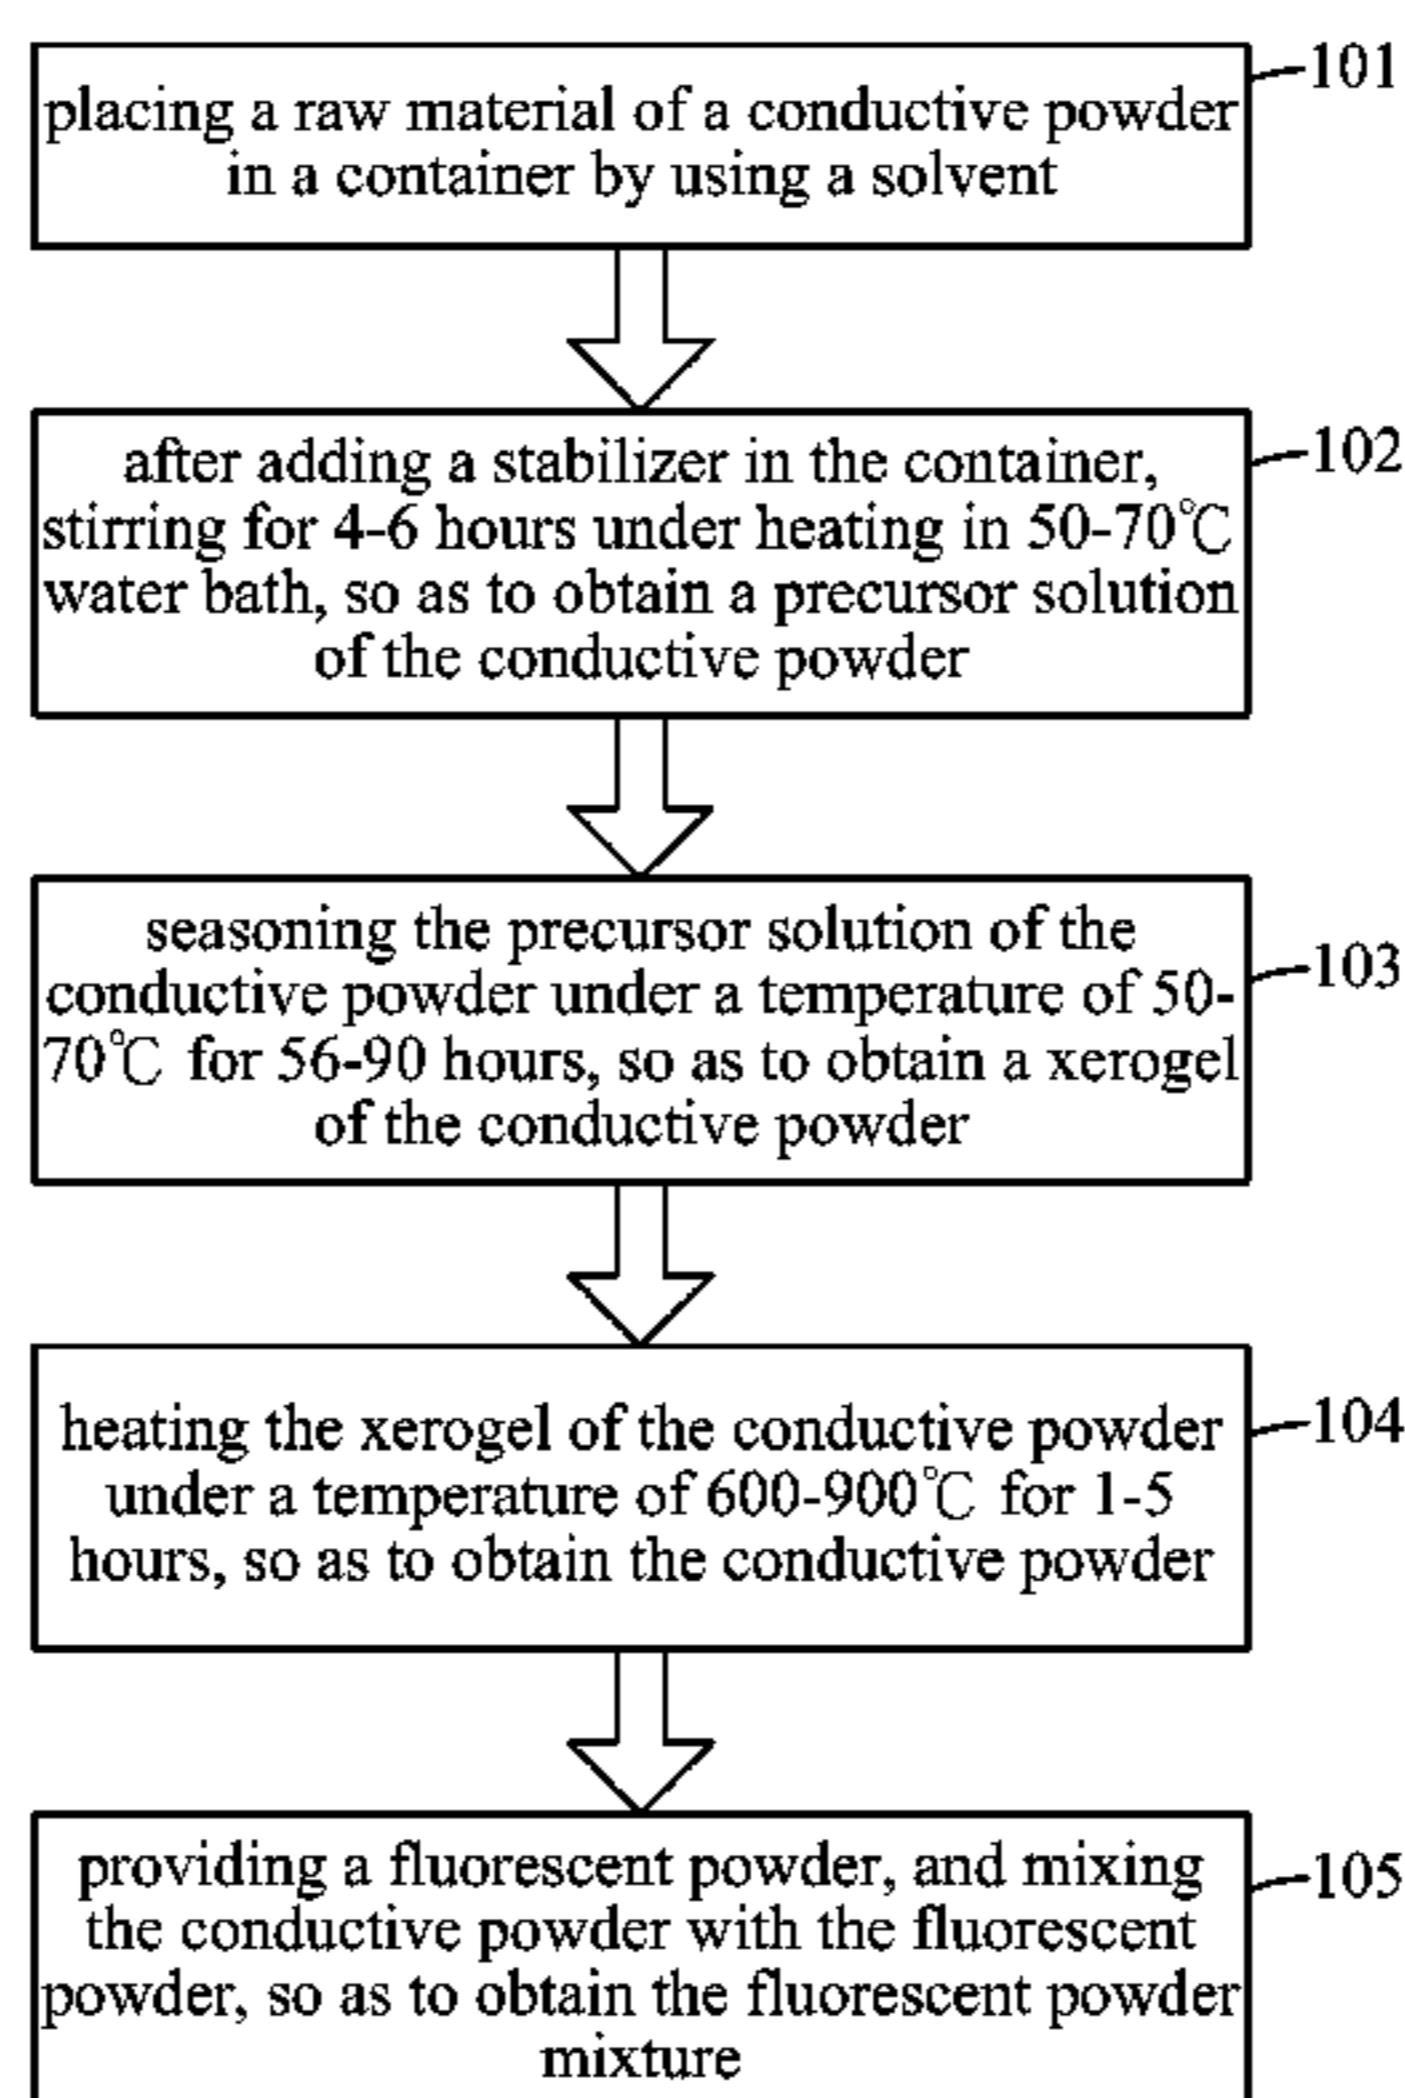 101
placing a raw material of a conductive powder
in a container by using a solvent
102
after adding a stabilizer in the container,
stirring for 4-6 hours under heating in 50-70℃
water bath, so as to obtain a precursor solution
of the conductive powder
103
seasoning the precursor solution of the
conductive powder under a temperature of 50-
70℃ for 56-90 hours, so as to obtain a xerogel
of the conductive powder
104
heating the xerogel of the conductive powder
under a temperature of 600-900℃ for 1-5
hours, so as to obtain the conductive powder
105
providing a fluorescent powder, and mixing
the conductive powder with the fluorescent
powder, so as to obtain the fluorescent powder
mixture